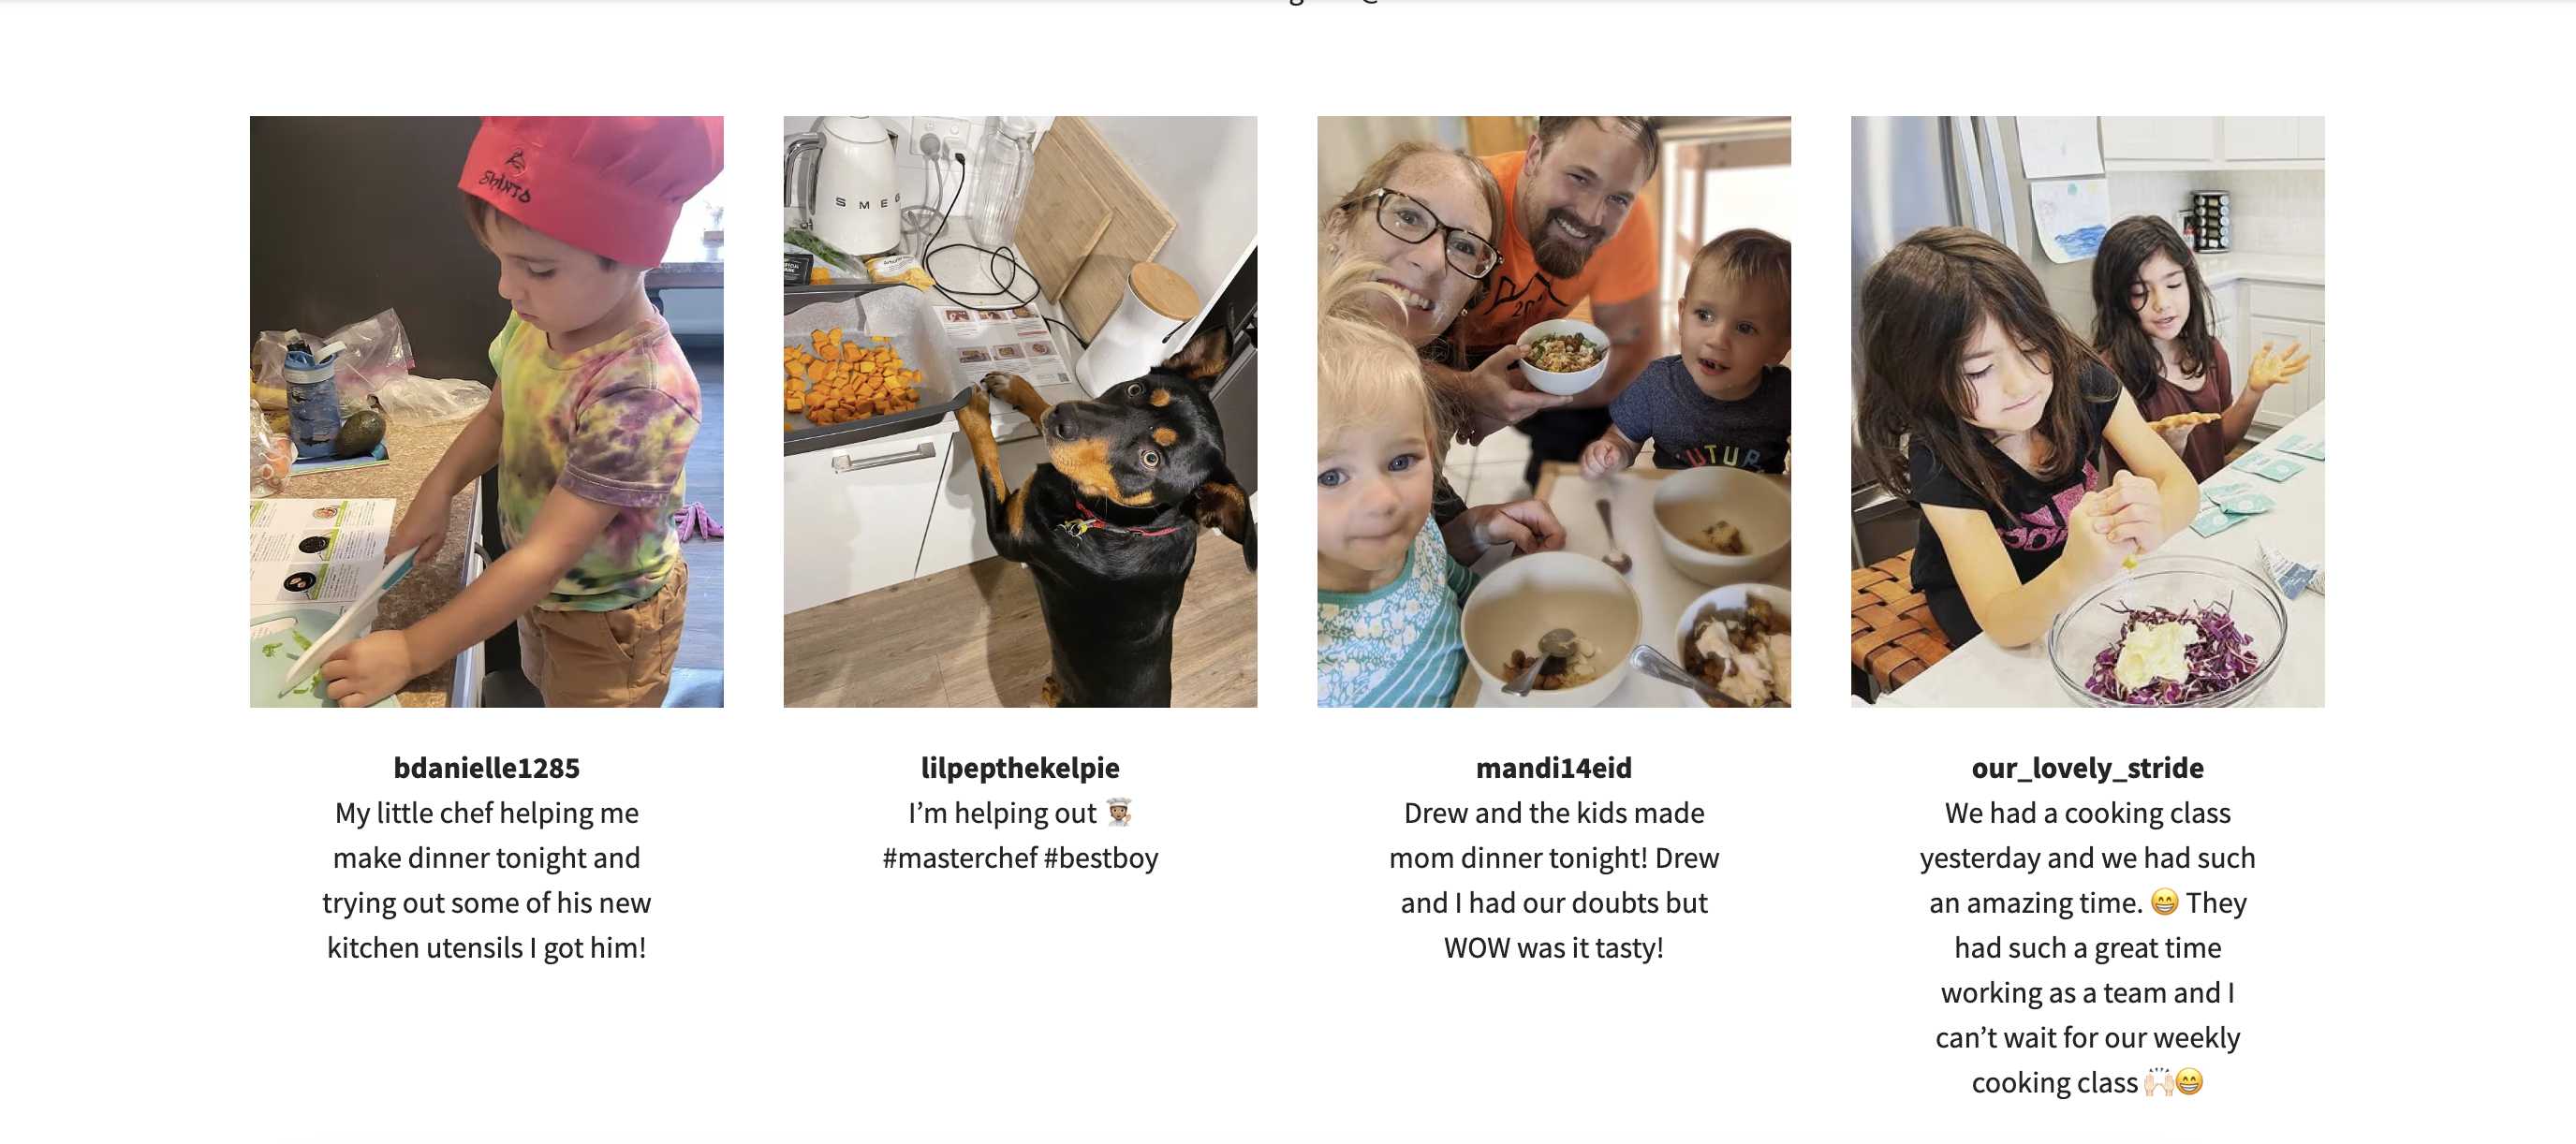 SHINTO
SMEG
bdanielle1285
My little chef helping me
make dinner tonight and
trying out some of his new
kitchen utensils I got him!
lilpepthekelpie
I’m helping out 👨🏽‍🍳
#masterchef #bestboy
mandi14eid
Drew and the kids made
mom dinner tonight! Drew
and I had our doubts but
WOW was it tasty!
our_lovely_stride
We had a cooking class
yesterday and we had such
an amazing time. 😁 They
had such a great time
working as a team and I
can’t wait for our weekly
cooking class 🙌🏻😁